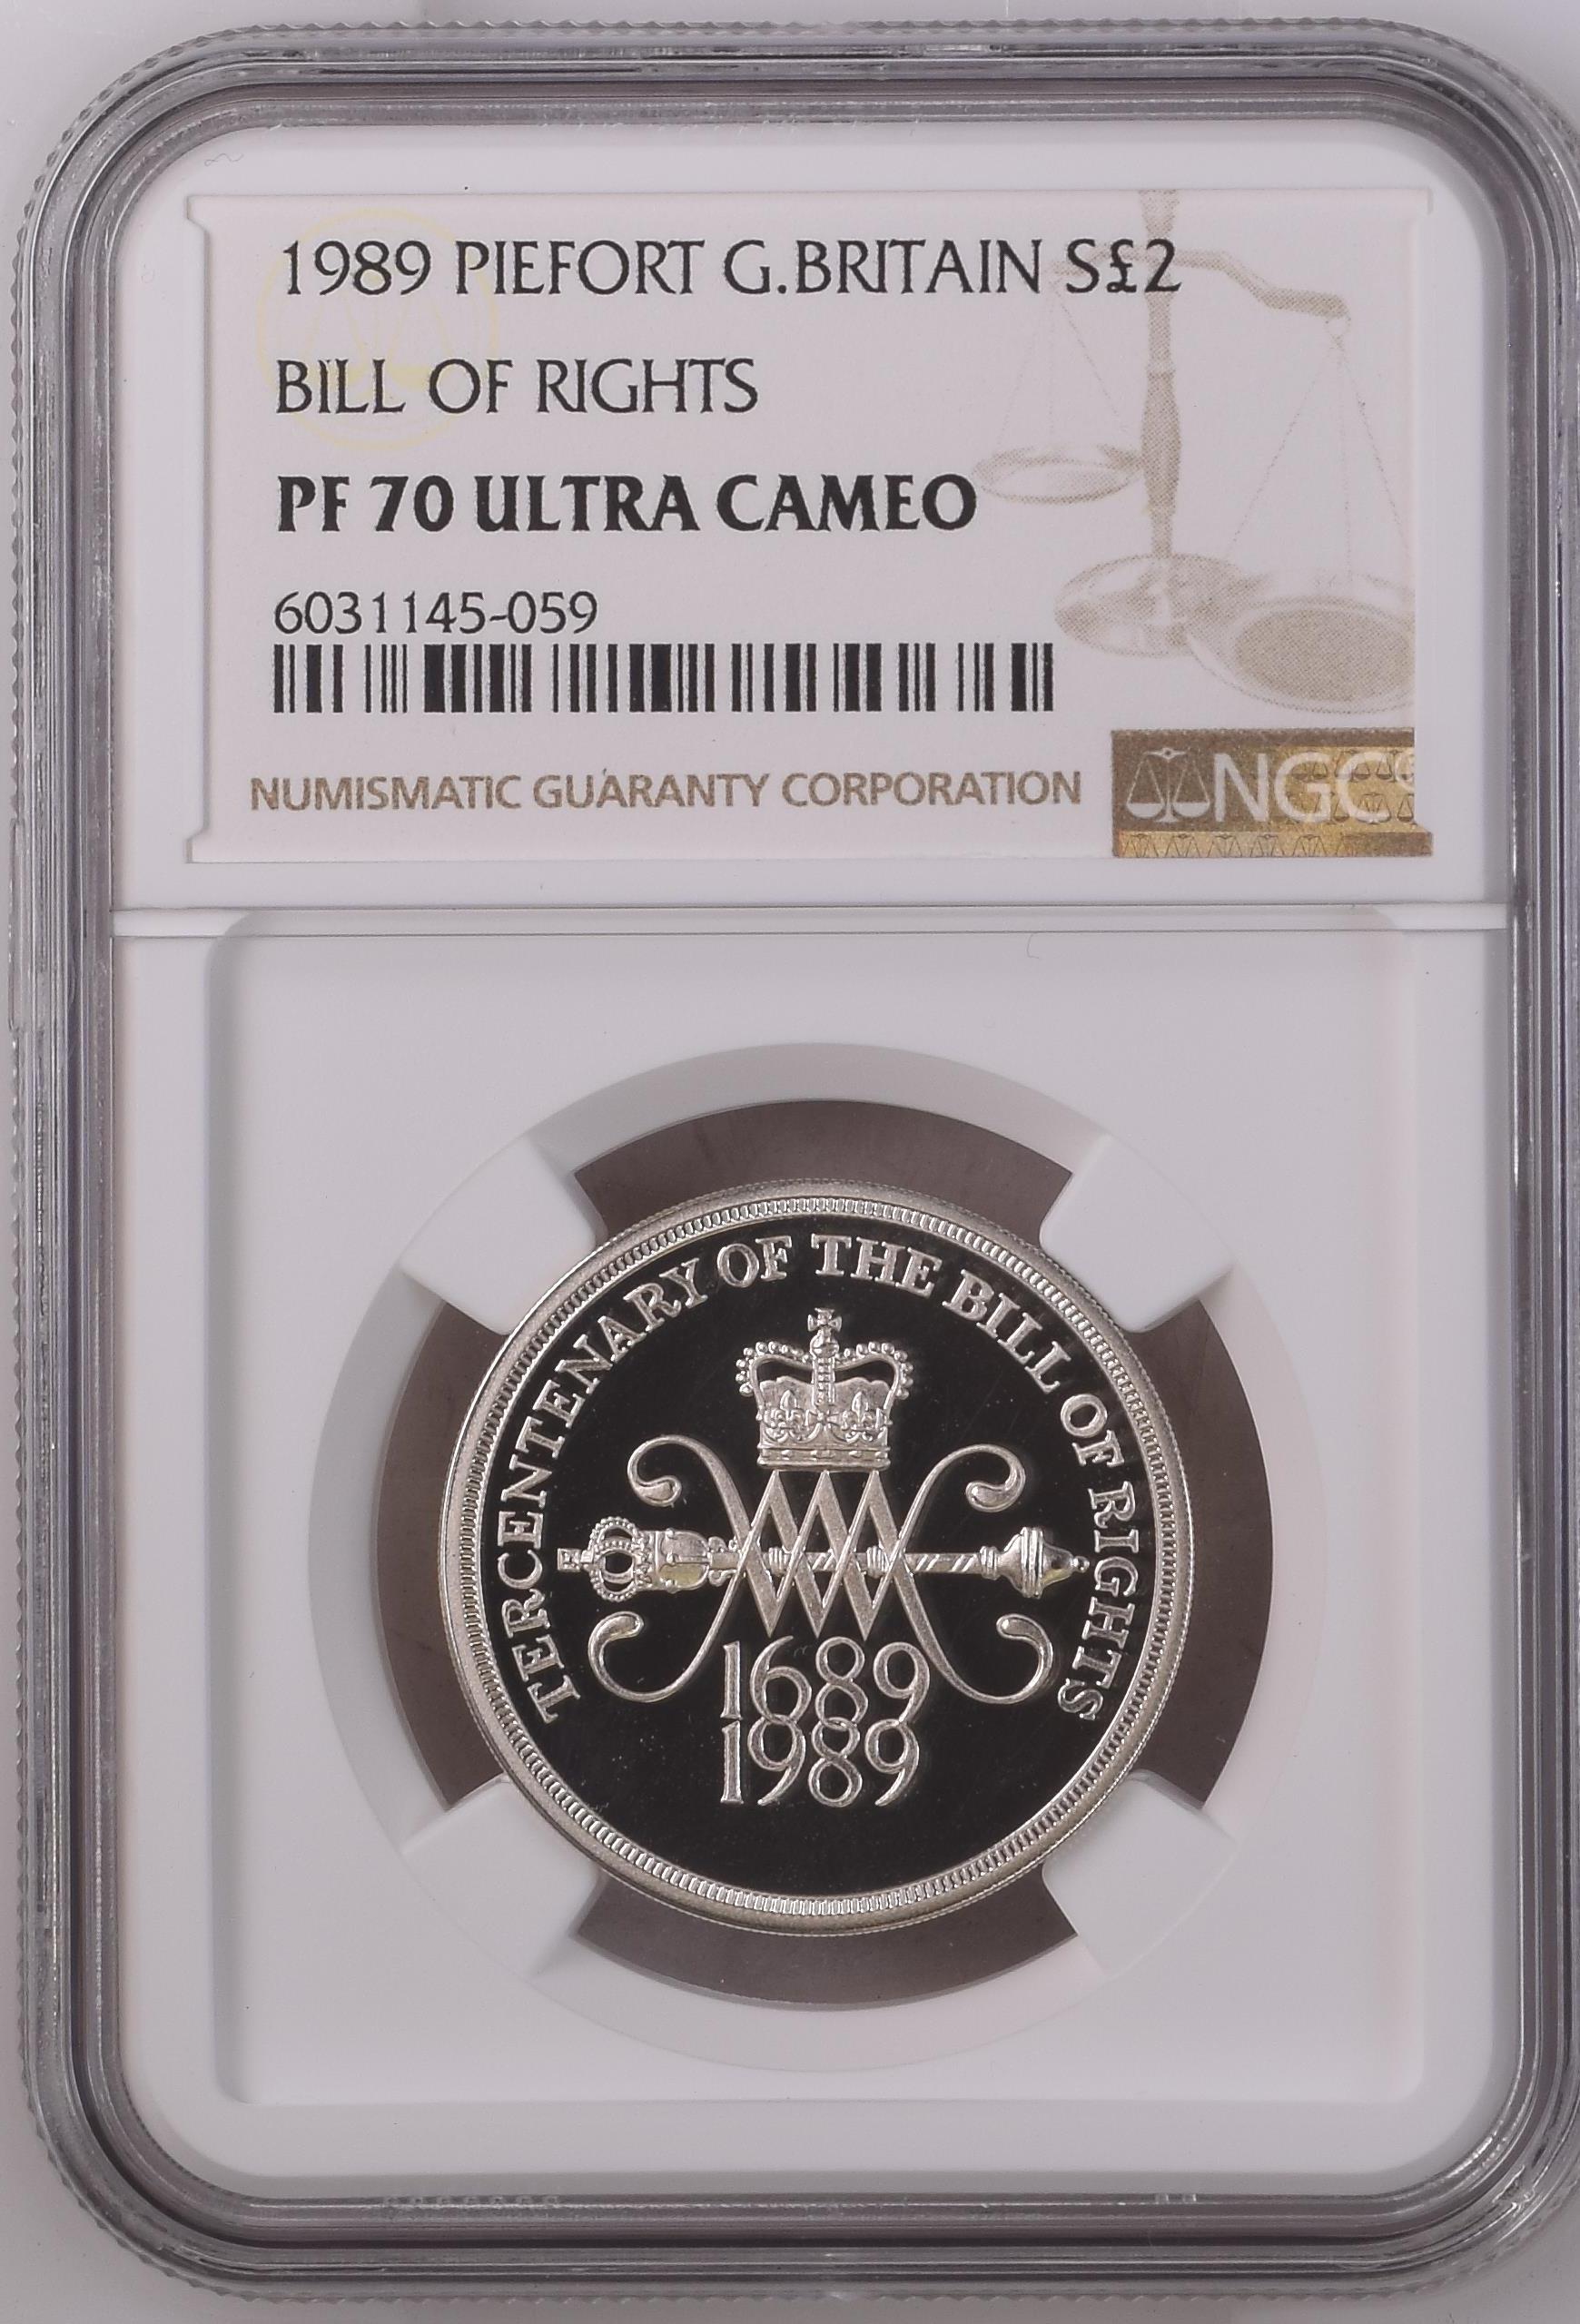 1989 PIEFORT G.BRITAIN S£2
BILL OF RIGHTS
PF 70 ULTRA CAMEO
6031145-059
NUMISMATIC GUARANTY CORPORATION
NGC
TERCENTENARY OF THE BILL OF RIGHTS
1689
1989